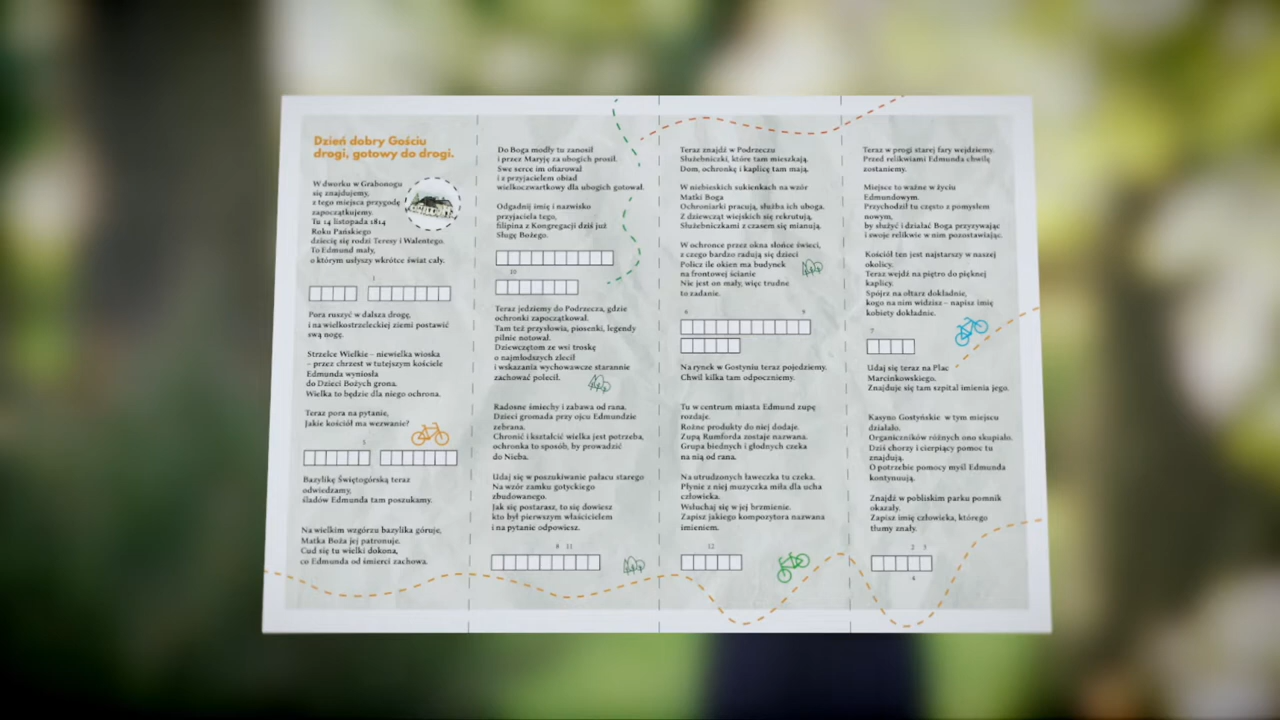 Dzień dobry Gościu
drogi, gotowy do drogi.
W dworku w Grabonogu
się znajdujemy,
z tego miejsca przygodę
zapoczątkujemy.
Tu 14 listopada 1814
Roku Pańskiego
dziecię się rodzi Teresy i Walentego.
To Edmund mały,
o którym usłyszy wkrótce świat cały.
1
Pora ruszyć w dalszą drogę,
i na wielkostrzeleckiej ziemi postawić
swą nogę.
Strzelce Wielkie – niewielka wioska
– przez chrzest w tutejszym kościele
Edmunda wyniosła
do Dzieci Bożych grona,
Wielka to będzie dla niego ochrona.
Teraz pora na pytanie,
Jakie kościół ma wezwanie?
5
Bazylikę Świętogórską teraz
odwiedzamy,
śladów Edmunda tam poszukamy.
Na wielkim wzgórzu bazylika góruje,
Matka Boża jej patronuje.
Cud się tu wielki dokona,
co Edmunda od śmierci zachowa.
Do Boga modły tu zanosił
i przez Maryję za ubogich prosił.
Swe serce im ofiarował
i z przyjacielem obiad
wielkoczwartkowy dla ubogich gotował.
Odgadnij imię i nazwisko
przyjaciela tego,
filipina z Kongregacji dziś już
Sługę Bożego.
10
Teraz jedziemy do Podrzecza, gdzie
ochronki zapoczątkował.
Tam też przysłowia, piosenki, legendy
pilnie notował.
Dziewczętom ze wsi troskę
o najmłodszych zlecił
i wskazania wychowawcze starannie
zachować polecił.
Radosne śmiechy i zabawa od rana.
Dzieci gromada przy ojcu Edmundzie
zebrana.
Chronić i kształcić wielka jest potrzeba,
ochronka to sposób, by prowadzić
do Nieba.
Udaj się w poszukiwanie pałacu starego
Na wzór zamku gotyckiego
zbudowanego.
Jak się postarasz, to się dowiesz
kto był pierwszym właścicielem
i na pytanie odpowiesz.
8 11
Teraz znajdź w Podrzeczu
Służebniczki, które tam mieszkają.
Dom, ochronkę i kaplicę tam mają.
W niebieskich sukienkach na wzór
Matki Boga
Ochroniarki pracują, służba ich uboga.
Z dziewcząt wiejskich się rekrutują,
Służebniczkami z czasem się mianują.
W ochronce przez okna słońce świeci,
z czego bardzo radują się dzieci
Policz ile okien ma budynek
na frontowej ścianie
Nie jest on mały, więc trudne
to zadanie.
6 9
Na rynek w Gostyniu teraz pojedziemy.
Chwil kilka tam odpoczniemy.
Tu w centrum miasta Edmund zupę
rozdaje.
Rożne produkty do niej dodaje.
Zupą Rumforda zostaje nazwana.
Grupa biednych i głodnych czeka
na nią od rana.
Na utrudzonych ławeczka tu czeka.
Płynie z niej muzyczka miła dla ucha
człowieka.
Wsłuchaj się w jej brzmienie.
Zapisz jakiego kompozytora nazwana
imieniem.
12
Teraz w progi starej fary wejdziemy.
Przed relikwiami Edmunda chwilę
zostaniemy.
Miejsce to ważne w życiu
Edmundowym.
Przychodził tu często z pomysłem
nowym,
by służyć i działać Boga przyzywając
i swoje relikwie w nim pozostawiając.
Kościół ten jest najstarszy w naszej
okolicy.
Teraz wejdź na piętro do pięknej
kaplicy.
Spójrz na ołtarz dokładnie,
kogo na nim widzisz – napisz imię
kobiety dokładnie.
7
Udaj się teraz na Plac
Marcinkowskiego.
Znajduje się tam szpital imienia jego.
Kasyno Gostyńskie w tym miejscu
działało.
Organiczników różnych ono skupiało.
Dziś chorzy i cierpiący pomoc tu
znajdują.
O potrzebie pomocy myśl Edmunda
kontynuują.
Znajdź w pobliskim parku pomnik
okazały.
Zapisz imię człowieka, którego
tłumy znały.
2 3
4